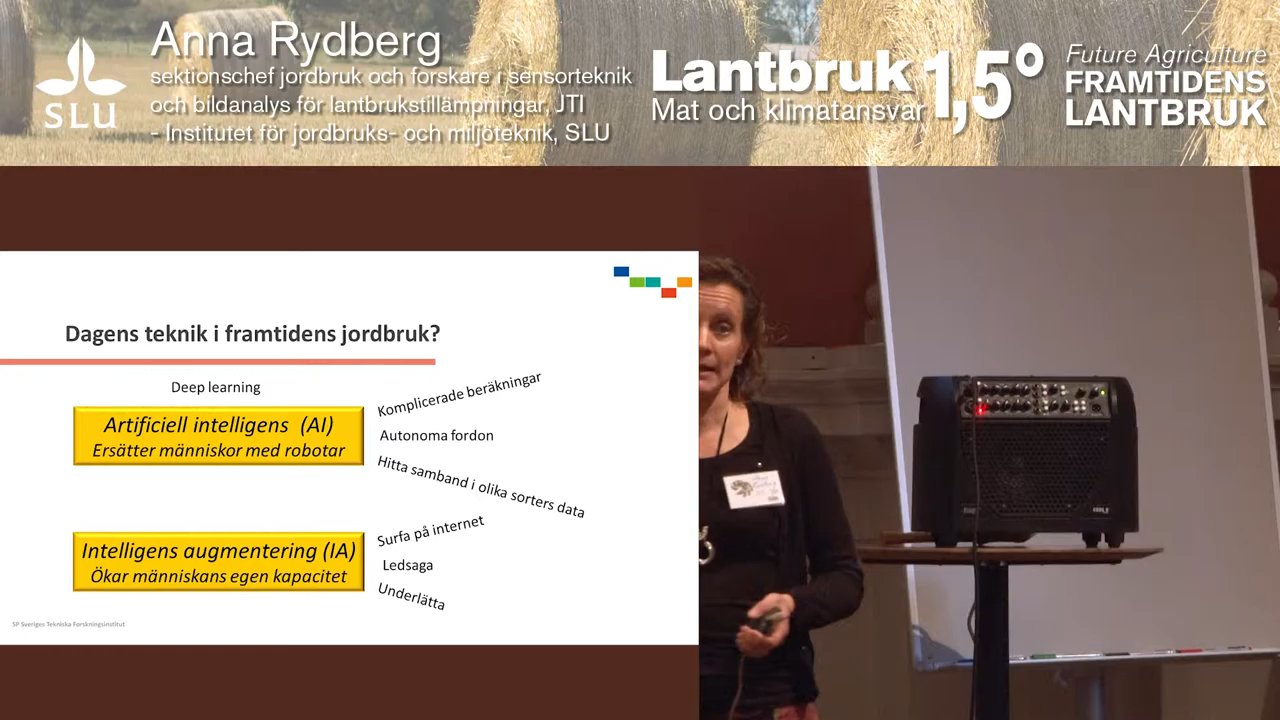 SLU
Anna Rydberg
sektionschef jordbruk och forskare i sensorteknik
och bildanalys för lantbrukstillämpningar, JTI
- Institutet för jordbruks- och miljöteknik, SLU
Lantbruk 1,5°
Mat och klimatansvar
Future Agriculture
FRAMTIDENS
LANTBRUK
Dagens teknik i framtidens jordbruk?
Deep learning
Artificiell intelligens (AI)
Ersätter människor med robotar
Komplicerade beräkningar
Autonoma fordon
Hitta samband i olika sorters data
Intelligens augmentering (IA)
Ökar människans egen kapacitet
Surfa på internet
Ledsaga
Underlätta
SP Sveriges Tekniska Forskningsinstitut